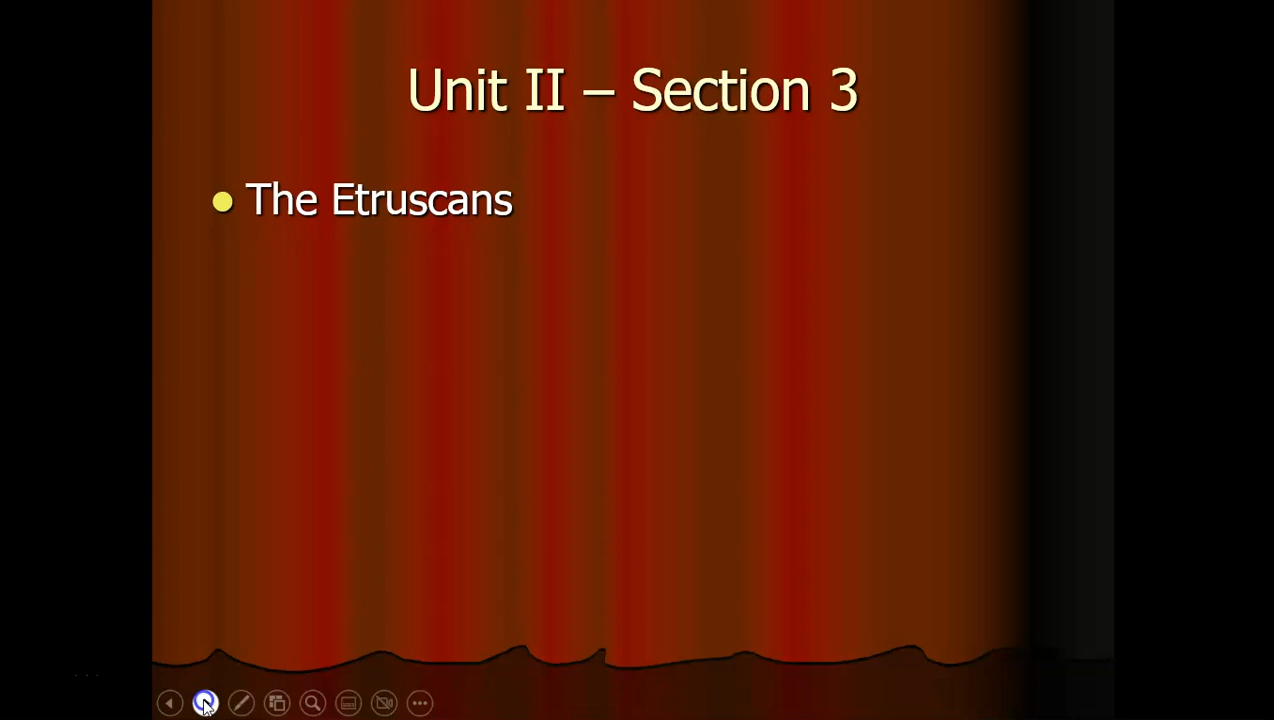 Unit II – Section 3
The Etruscans